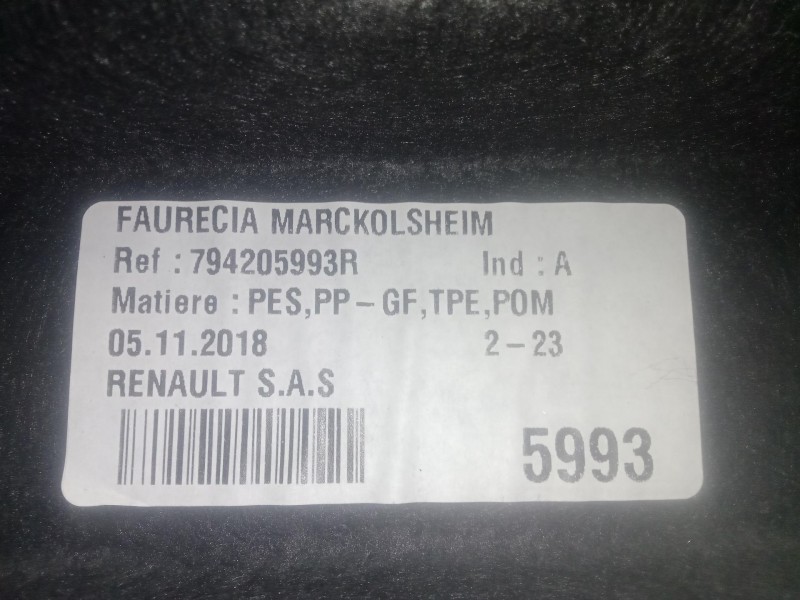 FAURECIA MARCKOLSHEIM
Ref : 794205993R Ind : A
Matiere : PES,PP-GF,TPE,POM
05.11.2018 2-23
RENAULT S.A.S
5993